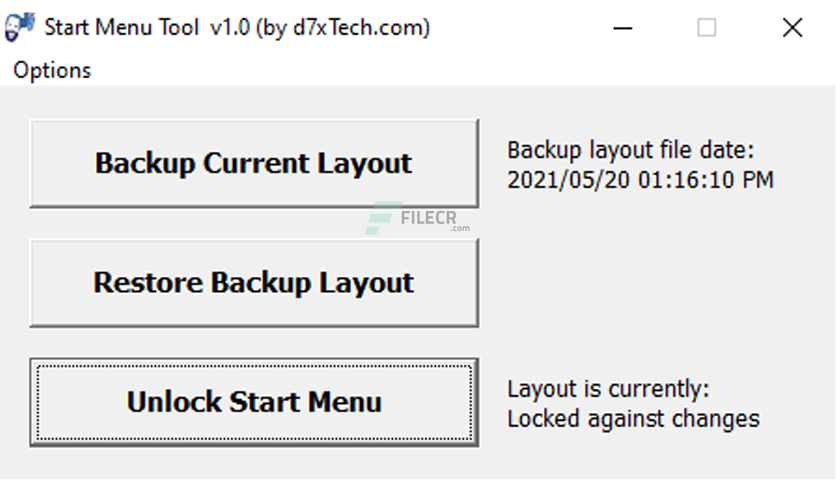 Start Menu Tool v1.0 (by d7xTech.com)
Options
Backup Current Layout
Backup layout file date:
2021/05/20 01:16:10 PM
FILECR
.com
Restore Backup Layout
Unlock Start Menu
Layout is currently:
Locked against changes